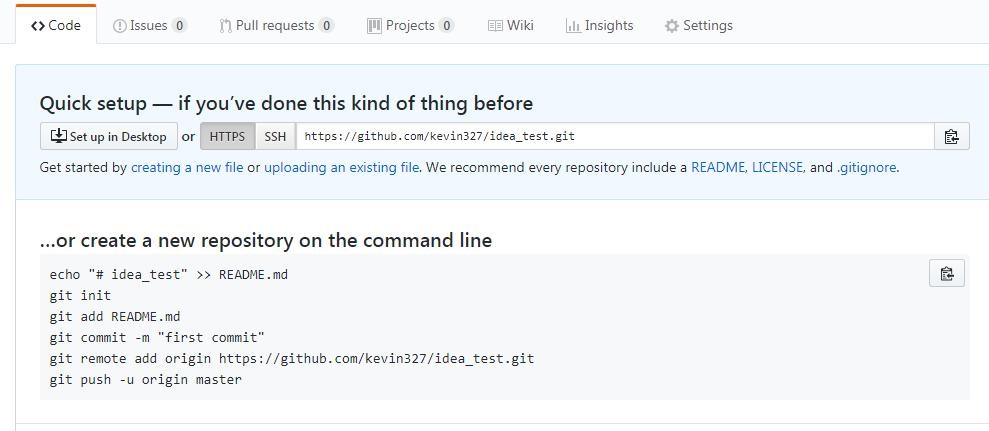 <> Code Issues 0 Pull requests 0 Projects 0 Wiki Insights Settings
Quick setup — if you’ve done this kind of thing before
Set up in Desktop or HTTPS SSH https://github.com/kevin327/idea_test.git
Get started by creating a new file or uploading an existing file. We recommend every repository include a README, LICENSE, and .gitignore.
…or create a new repository on the command line
echo "# idea_test" >> README.md
git init
git add README.md
git commit -m "first commit"
git remote add origin https://github.com/kevin327/idea_test.git
git push -u origin master